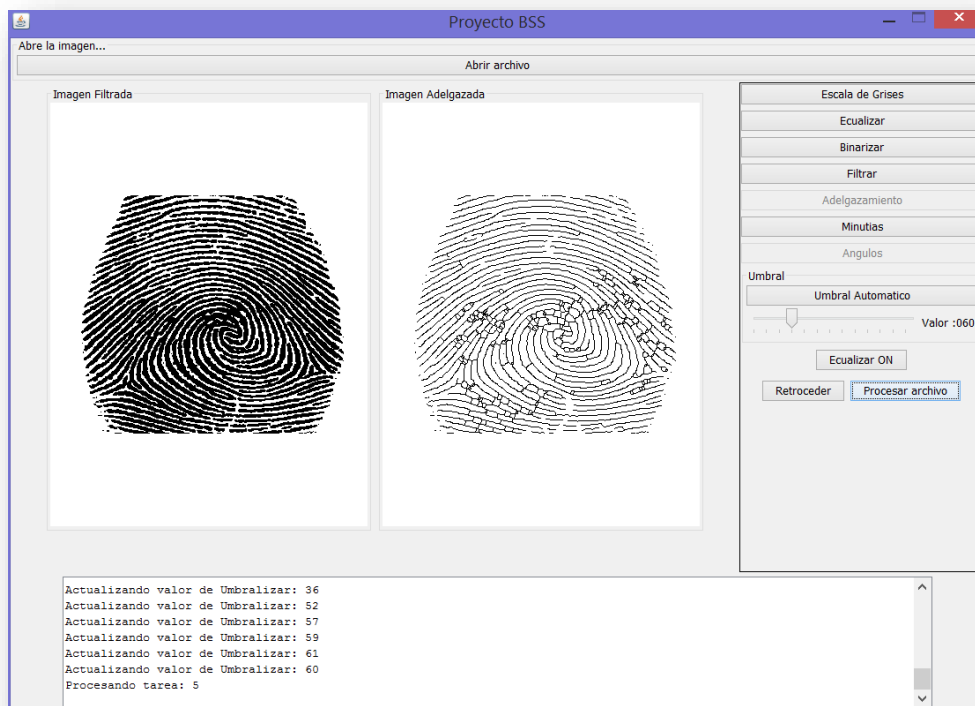 Proyecto BSS
Abre la imagen...
Abrir archivo
Imagen Filtrada
Imagen Adelgazada
Escala de Grises
Ecualizar
Binarizar
Filtrar
Adelgazamiento
Minutias
Angulos
Umbral
Umbral Automatico
Valor :060
Ecualizar ON
Retroceder Procesar archivo
Actualizando valor de Umbralizar: 36
Actualizando valor de Umbralizar: 52
Actualizando valor de Umbralizar: 57
Actualizando valor de Umbralizar: 59
Actualizando valor de Umbralizar: 61
Actualizando valor de Umbralizar: 60
Procesando tarea: 5